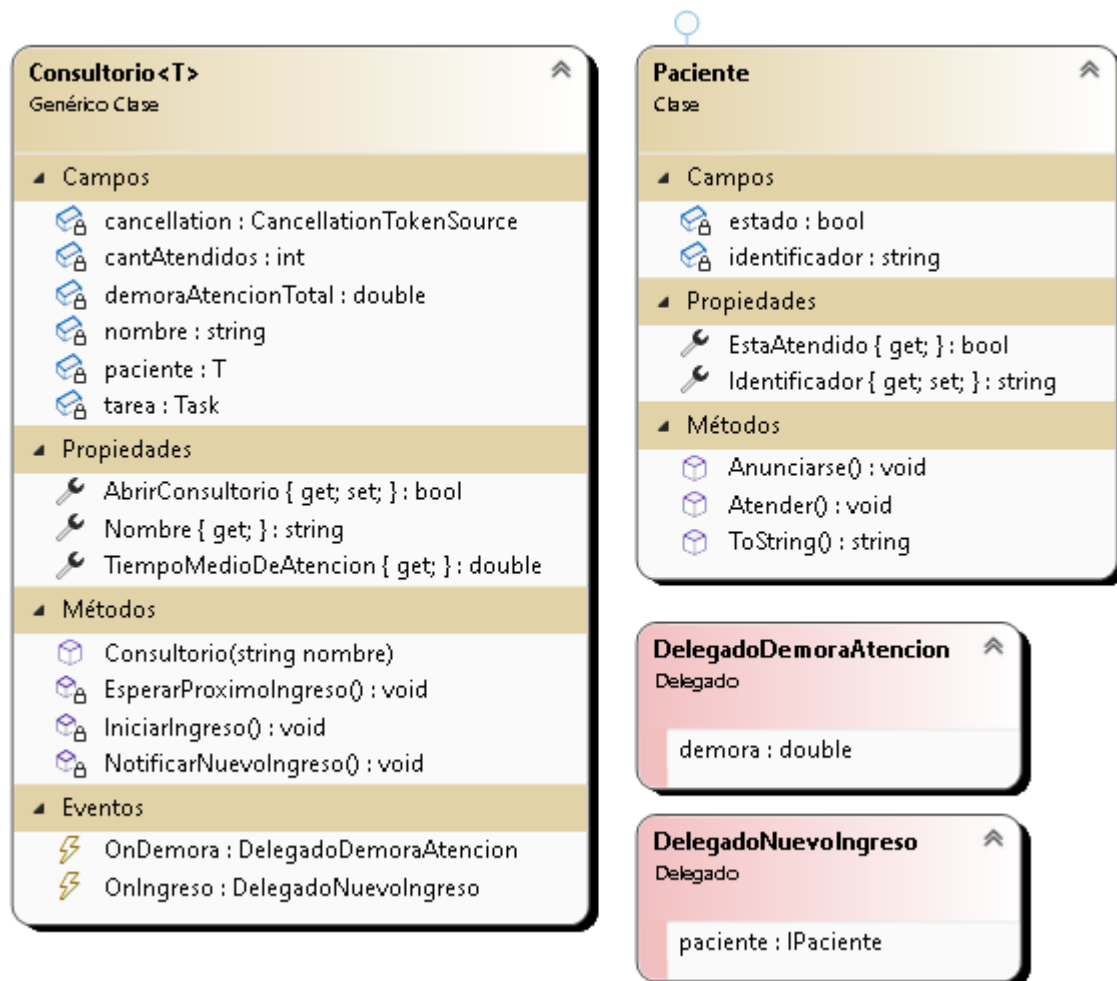 Consultorio<T>
Genérico Clase
Campos
cancellation : CancellationTokenSource
cantAtendidos : int
demoraAtencionTotal : double
nombre : string
paciente : T
tarea : Task
Propiedades
AbrirConsultorio { get; set; } : bool
Nombre { get; } : string
TiempoMedioDeAtencion { get; } : double
Métodos
Consultorio(string nombre)
EsperarProximoIngreso() : void
IniciarIngreso() : void
NotificarNuevoIngreso() : void
Eventos
OnDemora : DelegadoDemoraAtencion
OnIngreso : DelegadoNuevoIngreso
Paciente
Clase
Campos
estado : bool
identificador : string
Propiedades
EstaAtendido { get; } : bool
Identificador { get; set; } : string
Métodos
Anunciarse() : void
Atender() : void
ToString() : string
DelegadoDemoraAtencion
Delegado
demora : double
DelegadoNuevoIngreso
Delegado
paciente : IPaciente